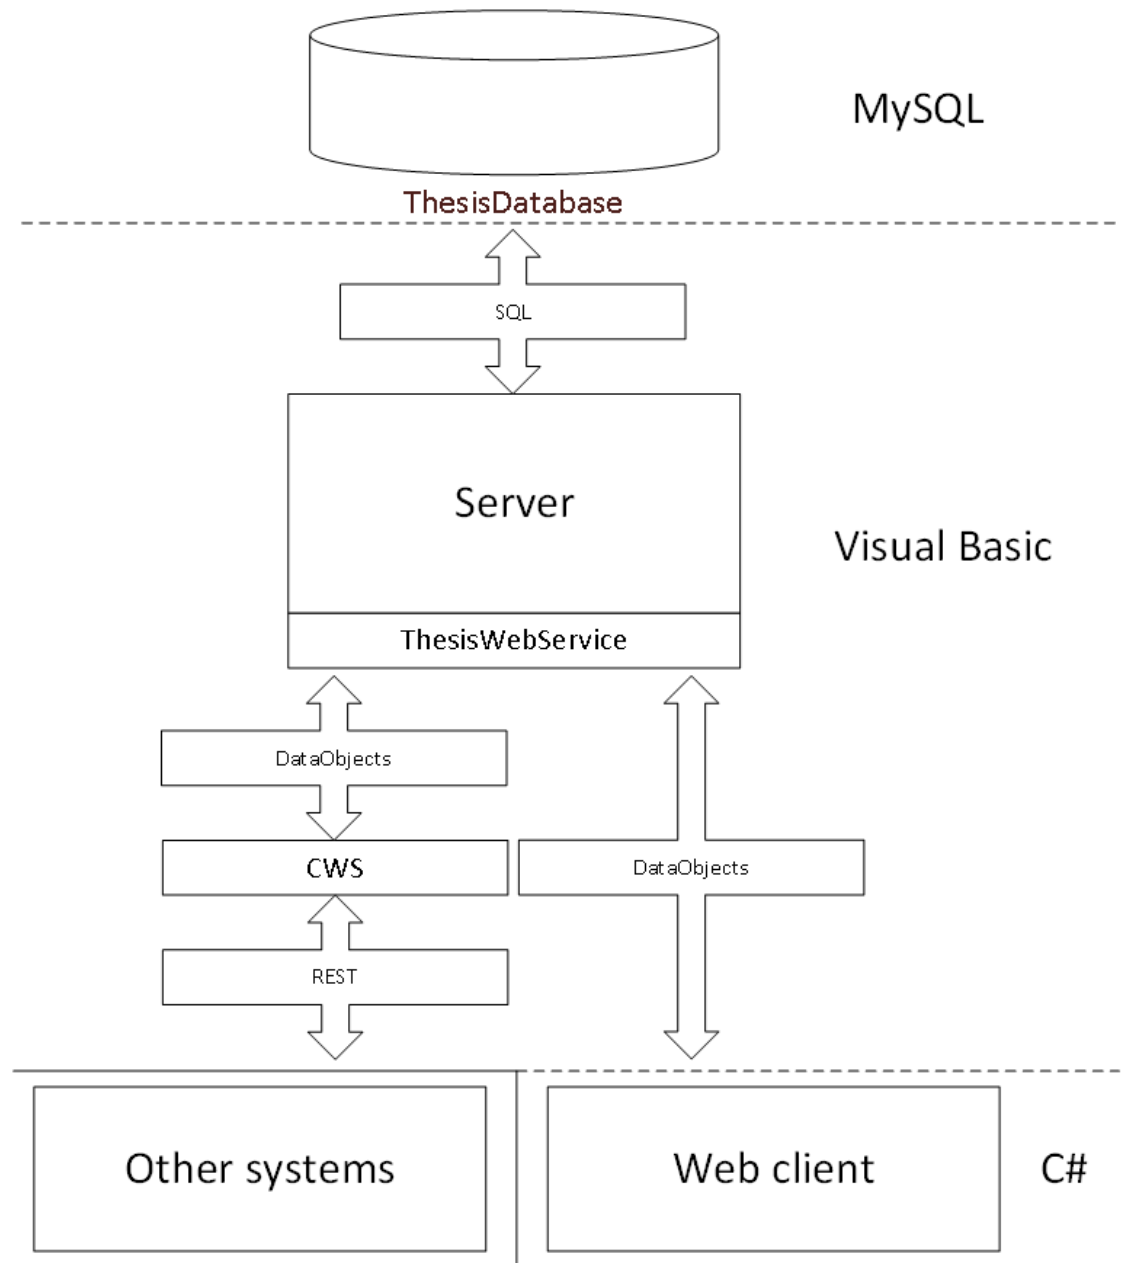 MySQL
ThesisDatabase
SQL
Server
Visual Basic
ThesisWebService
DataObjects
CWS
DataObjects
REST
Other systems
Web client
C#